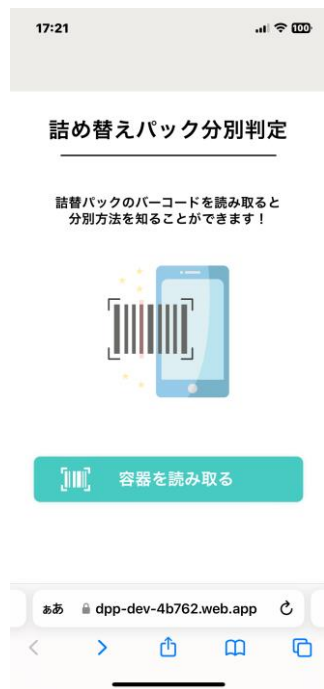 17:21
100
詰め替えパック分別判定
詰替パックのバーコードを読み取ると
分別方法を知ることができます！
容器を読み取る
ぁあ dpp-dev-4b762.web.app